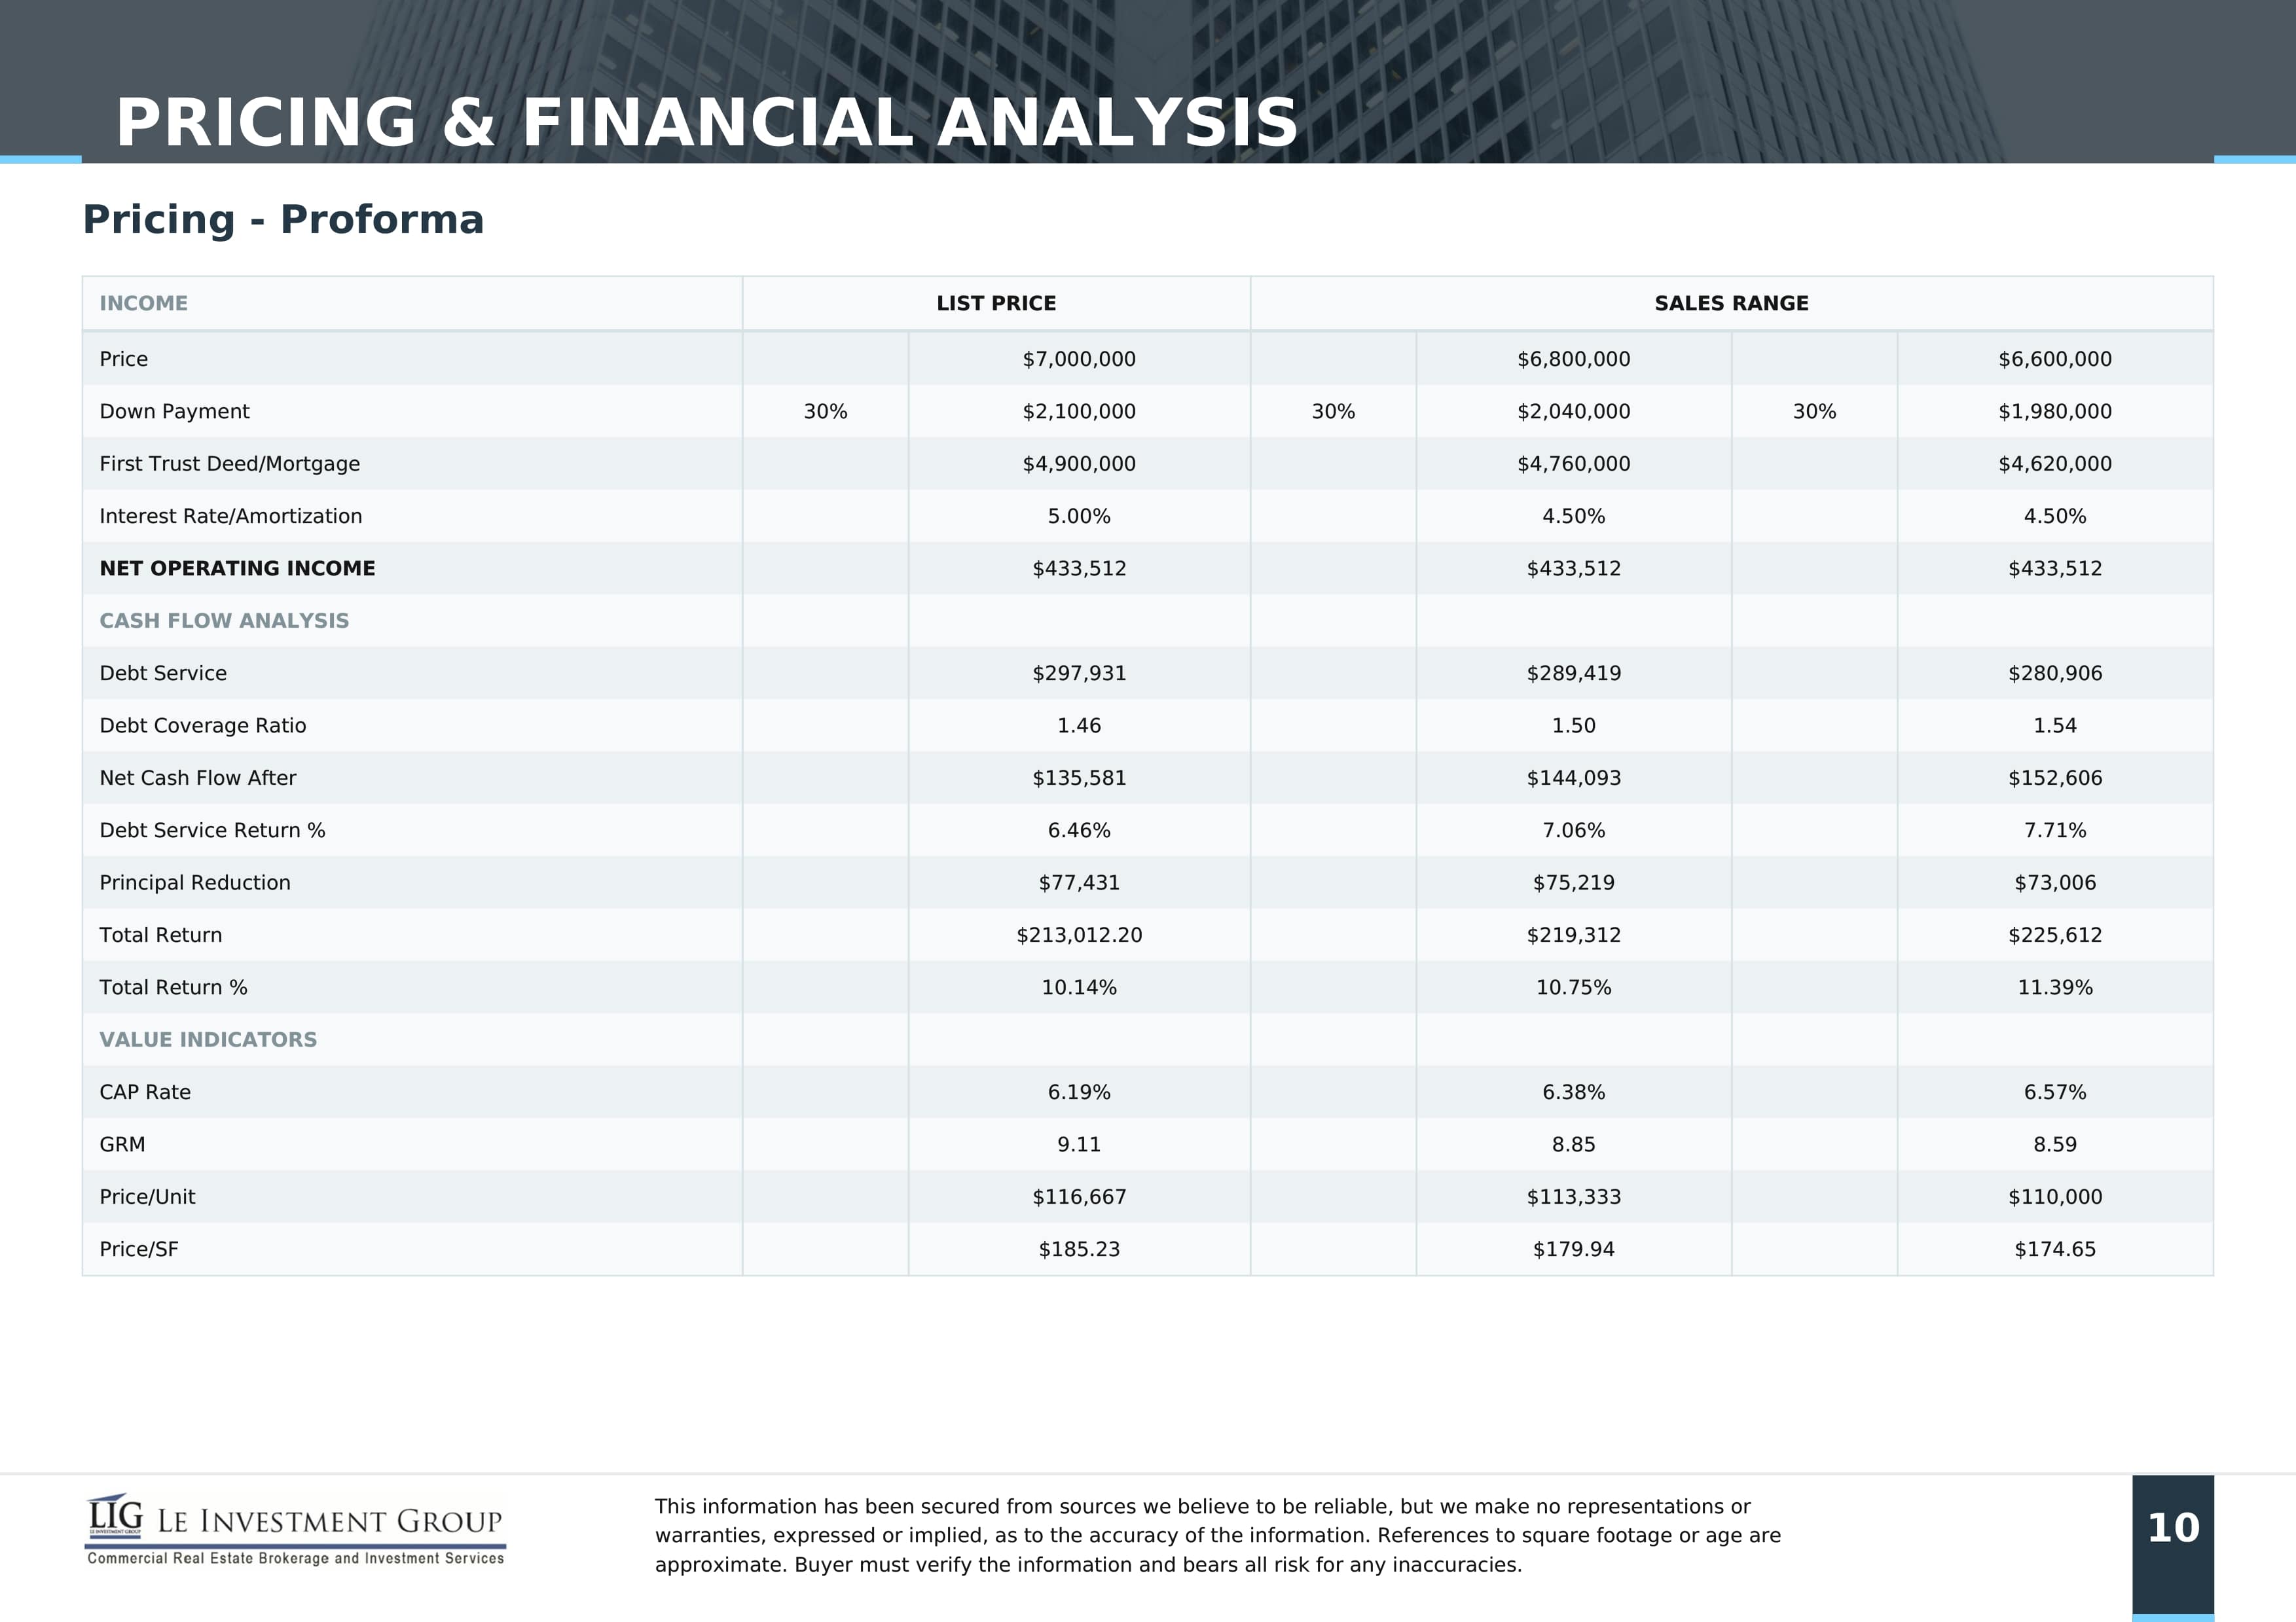 PRICING & FINANCIAL ANALYSIS
Pricing - Proforma
INCOME LIST PRICE SALES RANGE
Price $7,000,000 $6,800,000 $6,600,000
Down Payment 30% $2,100,000 30% $2,040,000 30% $1,980,000
First Trust Deed/Mortgage $4,900,000 $4,760,000 $4,620,000
Interest Rate/Amortization 5.00% 4.50% 4.50%
NET OPERATING INCOME $433,512 $433,512 $433,512
CASH FLOW ANALYSIS
Debt Service $297,931 $289,419 $280,906
Debt Coverage Ratio 1.46 1.50 1.54
Net Cash Flow After $135,581 $144,093 $152,606
Debt Service Return % 6.46% 7.06% 7.71%
Principal Reduction $77,431 $75,219 $73,006
Total Return $213,012.20 $219,312 $225,612
Total Return % 10.14% 10.75% 11.39%
VALUE INDICATORS
CAP Rate 6.19% 6.38% 6.57%
GRM 9.11 8.85 8.59
Price/Unit $116,667 $113,333 $110,000
Price/SF $185.23 $179.94 $174.65
LIG LE INVESTMENT GROUP
LE INVESTMENT GROUP
Commercial Real Estate Brokerage and Investment Services
This information has been secured from sources we believe to be reliable, but we make no representations or
warranties, expressed or implied, as to the accuracy of the information. References to square footage or age are
approximate. Buyer must verify the information and bears all risk for any inaccuracies.
10